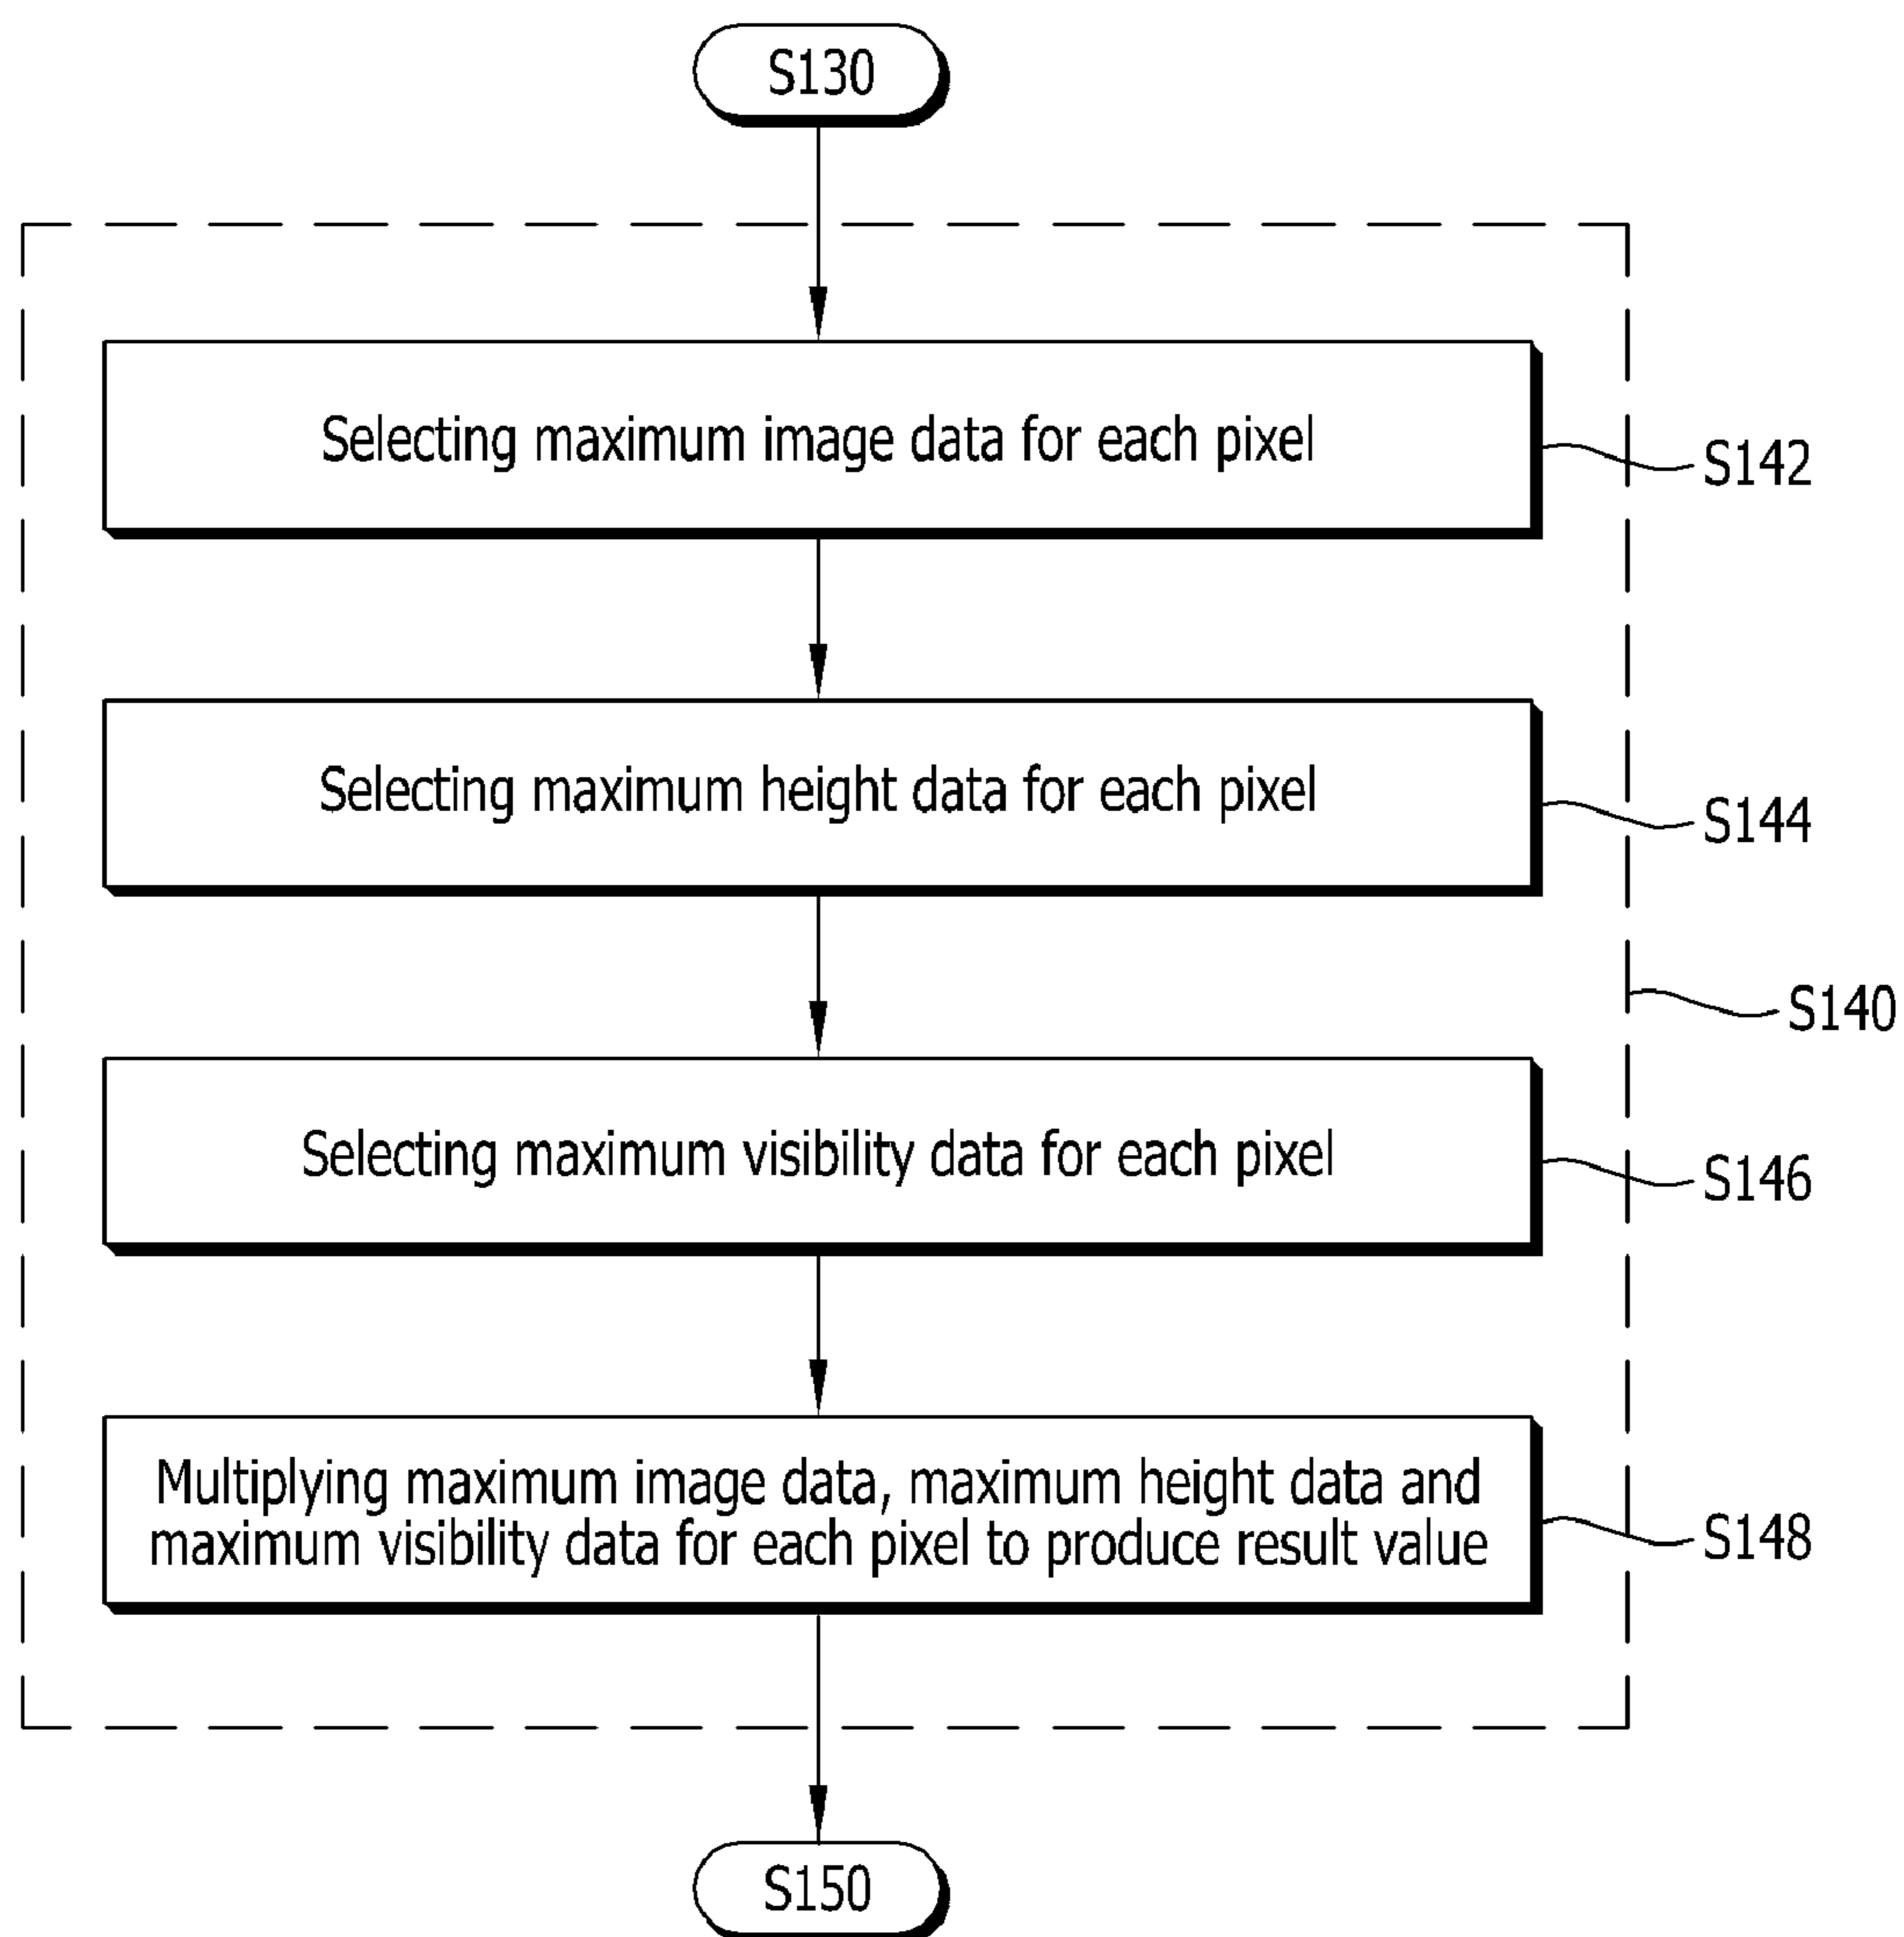 S130
Selecting maximum image data for each pixel
S142
Selecting maximum height data for each pixel
S144
S140
Selecting maximum visibility data for each pixel
S146
Multiplying maximum image data, maximum height data and
maximum visibility data for each pixel to produce result value
S148
S150